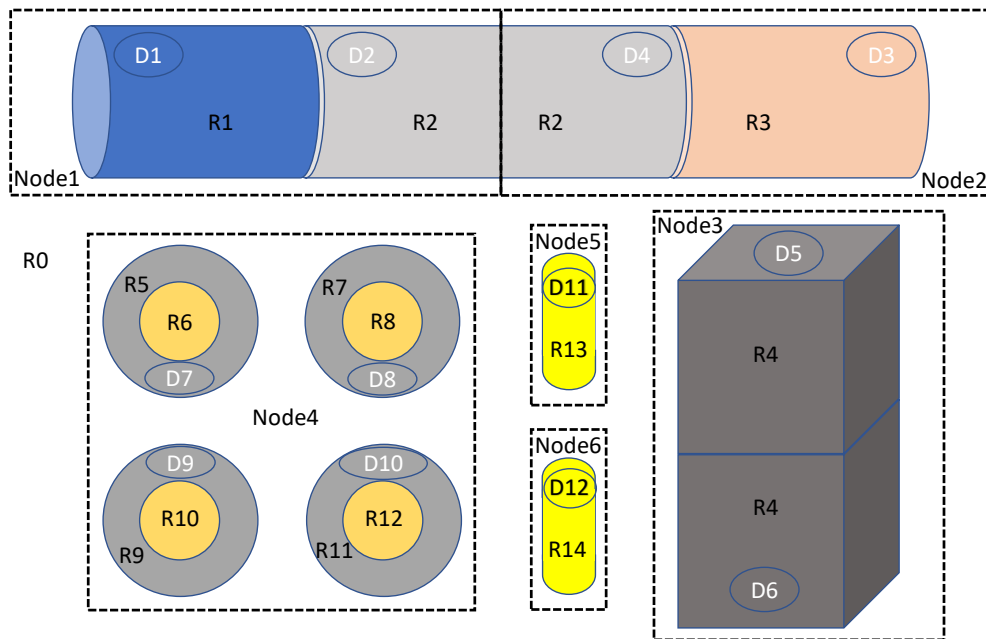 D1
D2
D4
D3
R1
R2
R2
R3
Node1
Node2
R0
R5
R6
D7
R7
R8
D8
Node4
D9
R10
R9
D10
R12
R11
Node5
D11
R13
Node6
D12
R14
Node3
D5
R4
R4
D6